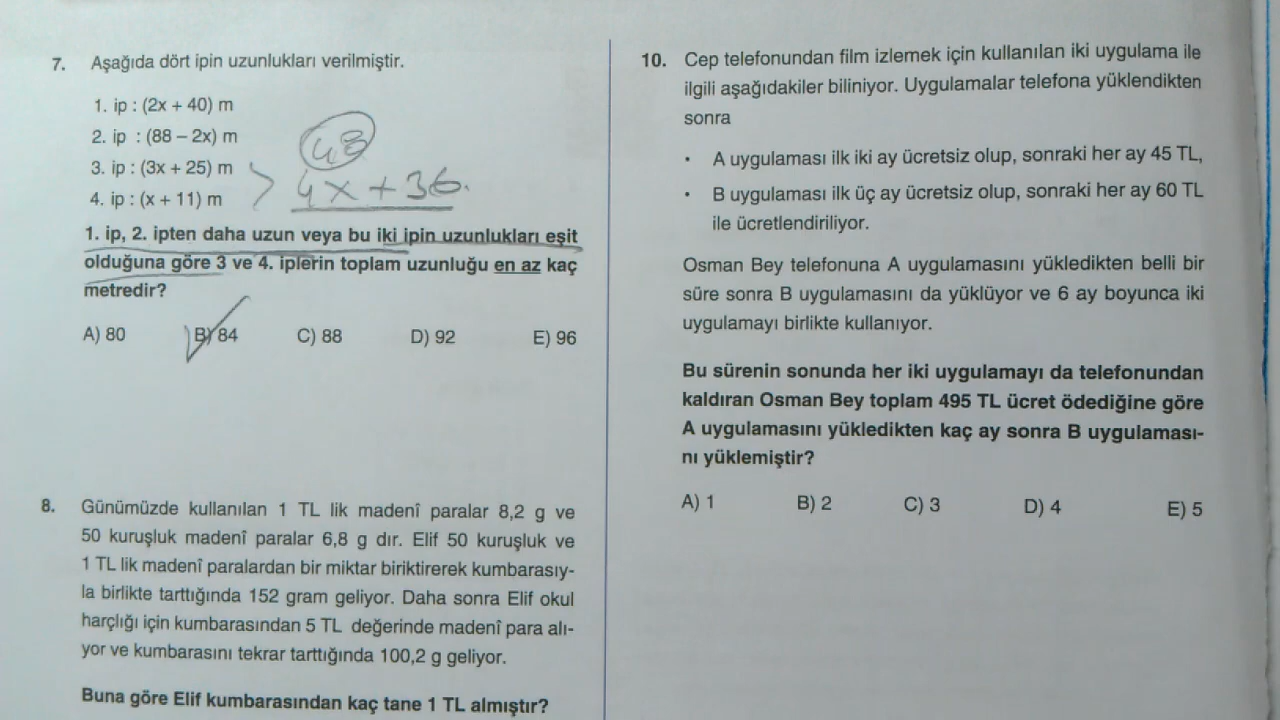 7. Aşağıda dört ipin uzunlukları verilmiştir.
1. ip : (2x + 40) m
2. ip : (88 – 2x) m
3. ip : (3x + 25) m
4. ip : (x + 11) m
48
4x + 36
1. ip, 2. ipten daha uzun veya bu iki ipin uzunlukları eşit
olduğuna göre 3 ve 4. iplerin toplam uzunluğu en az kaç
metredir?
A) 80 B) 84 C) 88 D) 92 E) 96
8. Günümüzde kullanılan 1 TL lik madenî paralar 8,2 g ve
50 kuruşluk madenî paralar 6,8 g dır. Elif 50 kuruşluk ve
1 TL lik madenî paralardan bir miktar biriktirerek kumbarasıy-
la birlikte tarttığında 152 gram geliyor. Daha sonra Elif okul
harçlığı için kumbarasından 5 TL değerinde madenî para alı-
yor ve kumbarasını tekrar tarttığında 100,2 g geliyor.
Buna göre Elif kumbarasından kaç tane 1 TL almıştır?
10. Cep telefonundan film izlemek için kullanılan iki uygulama ile
ilgili aşağıdakiler biliniyor. Uygulamalar telefona yüklendikten
sonra
• A uygulaması ilk iki ay ücretsiz olup, sonraki her ay 45 TL,
• B uygulaması ilk üç ay ücretsiz olup, sonraki her ay 60 TL
ile ücretlendiriliyor.
Osman Bey telefonuna A uygulamasını yükledikten belli bir
süre sonra B uygulamasını da yüklüyor ve 6 ay boyunca iki
uygulamayı birlikte kullanıyor.
Bu sürenin sonunda her iki uygulamayı da telefonundan
kaldıran Osman Bey toplam 495 TL ücret ödediğine göre
A uygulamasını yükledikten kaç ay sonra B uygulaması-
nı yüklemiştir?
A) 1 B) 2 C) 3 D) 4 E) 5